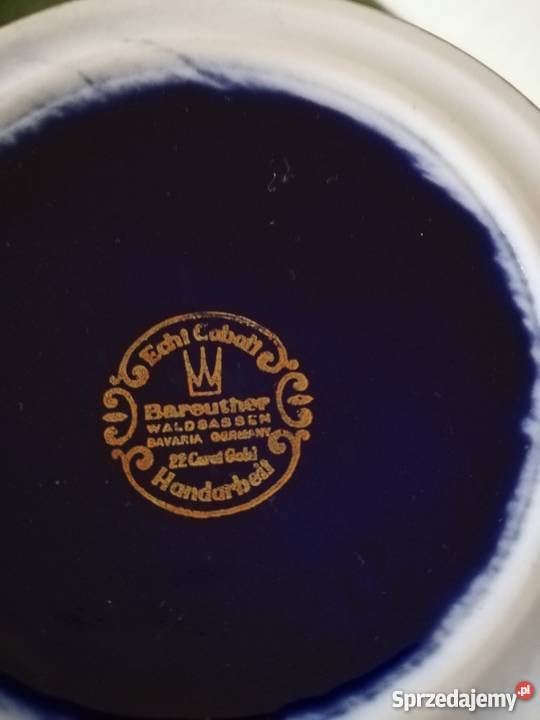 Echt Cobalt
Bareuther
WALDSASSEN
BAVARIA GERMANY
22 Carat Gold
Handarbeit
Sprzedajemy.pl